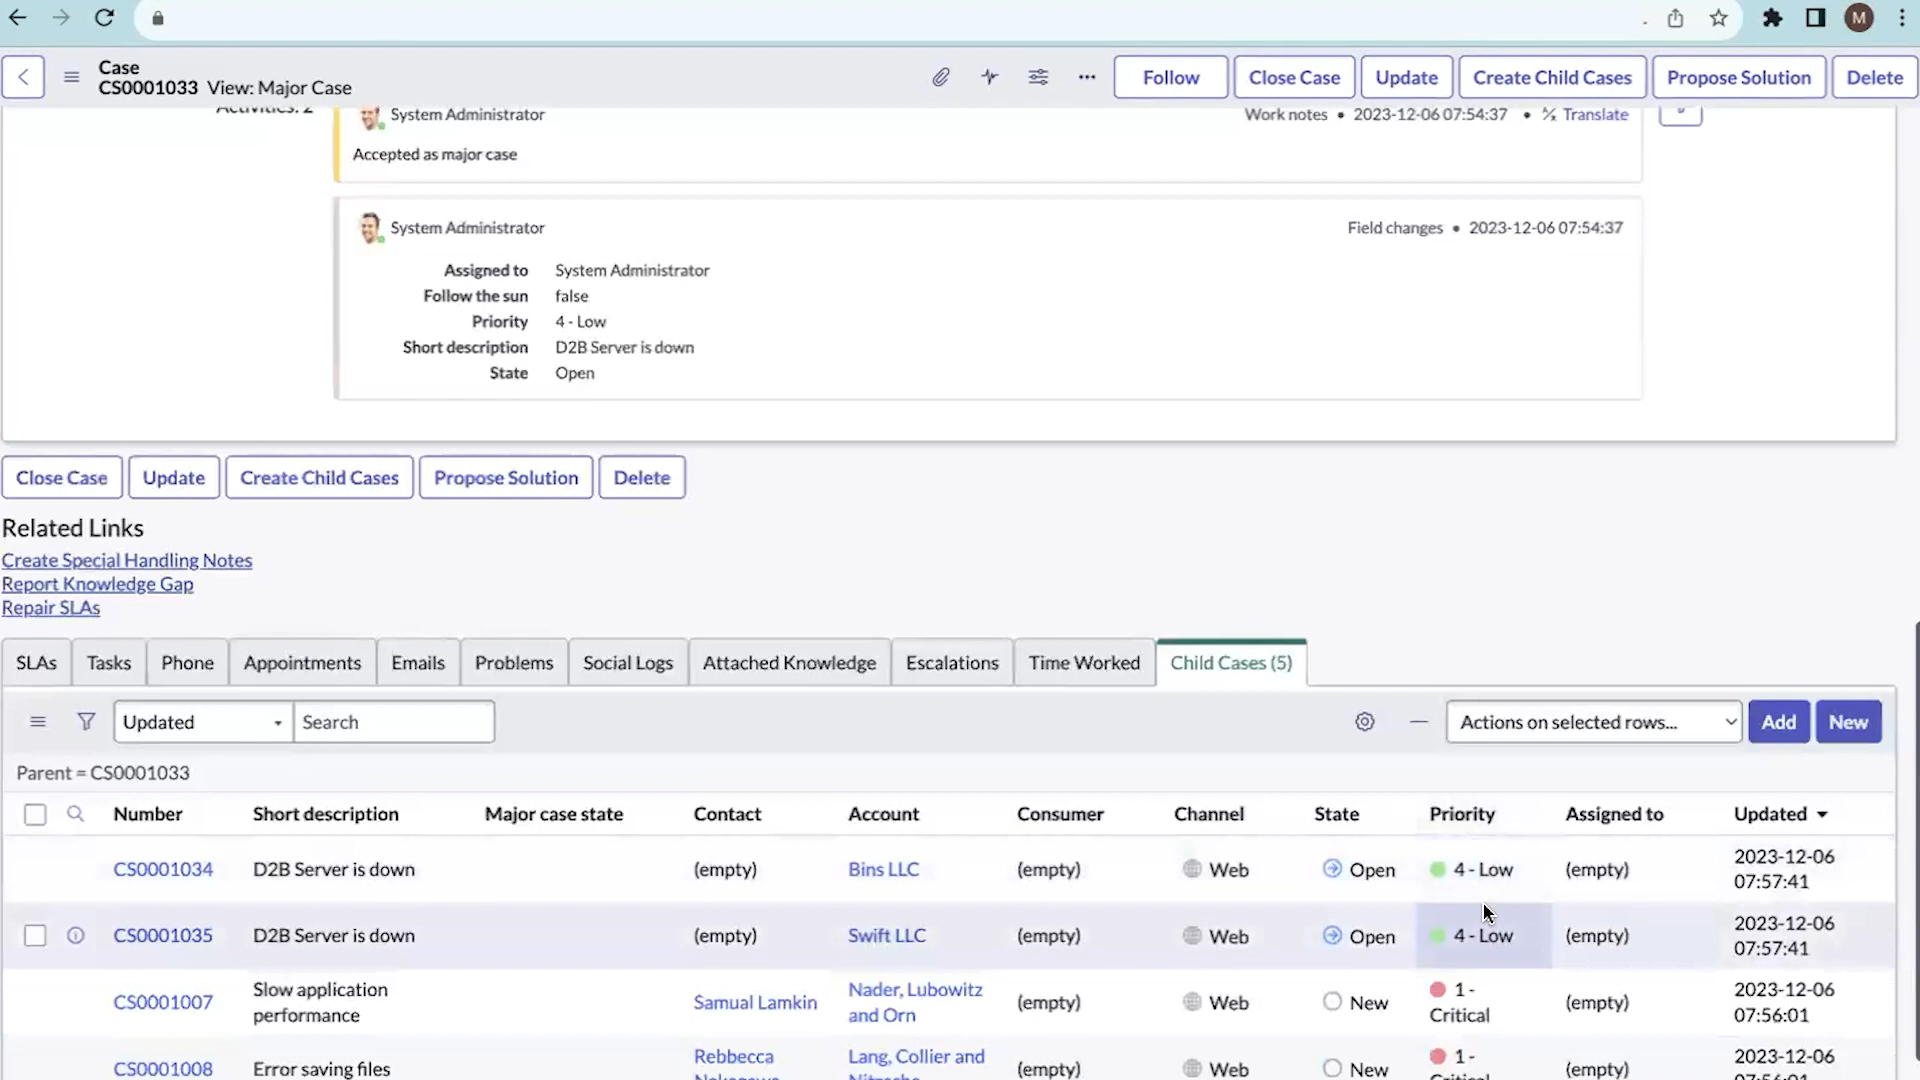 M
Case
CS0001033 View: Major Case
Follow
Close Case
Update
Create Child Cases
Propose Solution
Delete
Activities: 2
System Administrator
Work notes • 2023-12-06 07:54:37 • Translate
Accepted as major case
System Administrator
Field changes • 2023-12-06 07:54:37
Assigned to System Administrator
Follow the sun false
Priority 4 - Low
Short description D2B Server is down
State Open
Close Case
Update
Create Child Cases
Propose Solution
Delete
Related Links
Create Special Handling Notes
Report Knowledge Gap
Repair SLAs
SLAs
Tasks
Phone
Appointments
Emails
Problems
Social Logs
Attached Knowledge
Escalations
Time Worked
Child Cases (5)
Updated
Search
Actions on selected rows...
Add
New
Parent = CS0001033
Number Short description Major case state Contact Account Consumer Channel State Priority Assigned to Updated
CS0001034 D2B Server is down (empty) Bins LLC (empty) Web Open 4 - Low (empty) 2023-12-06
07:57:41
CS0001035 D2B Server is down (empty) Swift LLC (empty) Web Open 4 - Low (empty) 2023-12-06
07:57:41
CS0001007 Slow application Samual Lamkin Nader, Lubowitz (empty) Web New 1 - (empty) 2023-12-06
performance and Orn Critical 07:56:01
CS0001008 Error saving files Rebbecca Lang, Collier and (empty) Web New 1 - (empty) 2023-12-06